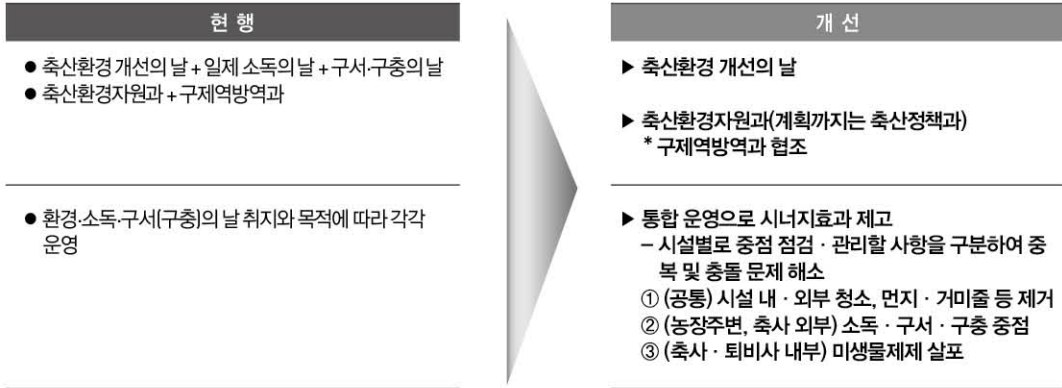 현 행
● 축산환경 개선의 날 + 일제 소독의 날 + 구서·구충의 날
● 축산환경자원과 + 구제역방역과
● 환경·소독·구서(구충)의 날 취지와 목적에 따라 각각
운영
개 선
▶ 축산환경 개선의 날
▶ 축산환경자원과(계획까지는 축산정책과)
* 구제역방역과 협조
▶ 통합 운영으로 시너지효과 제고
– 시설별로 중점 점검 · 관리할 사항을 구분하여 중
복 및 충돌 문제 해소
① (공통) 시설 내 · 외부 청소, 먼지 · 거미줄 등 제거
② (농장주변, 축사 외부) 소독 · 구서 · 구충 중점
③ (축사 · 퇴비사 내부) 미생물제제 살포